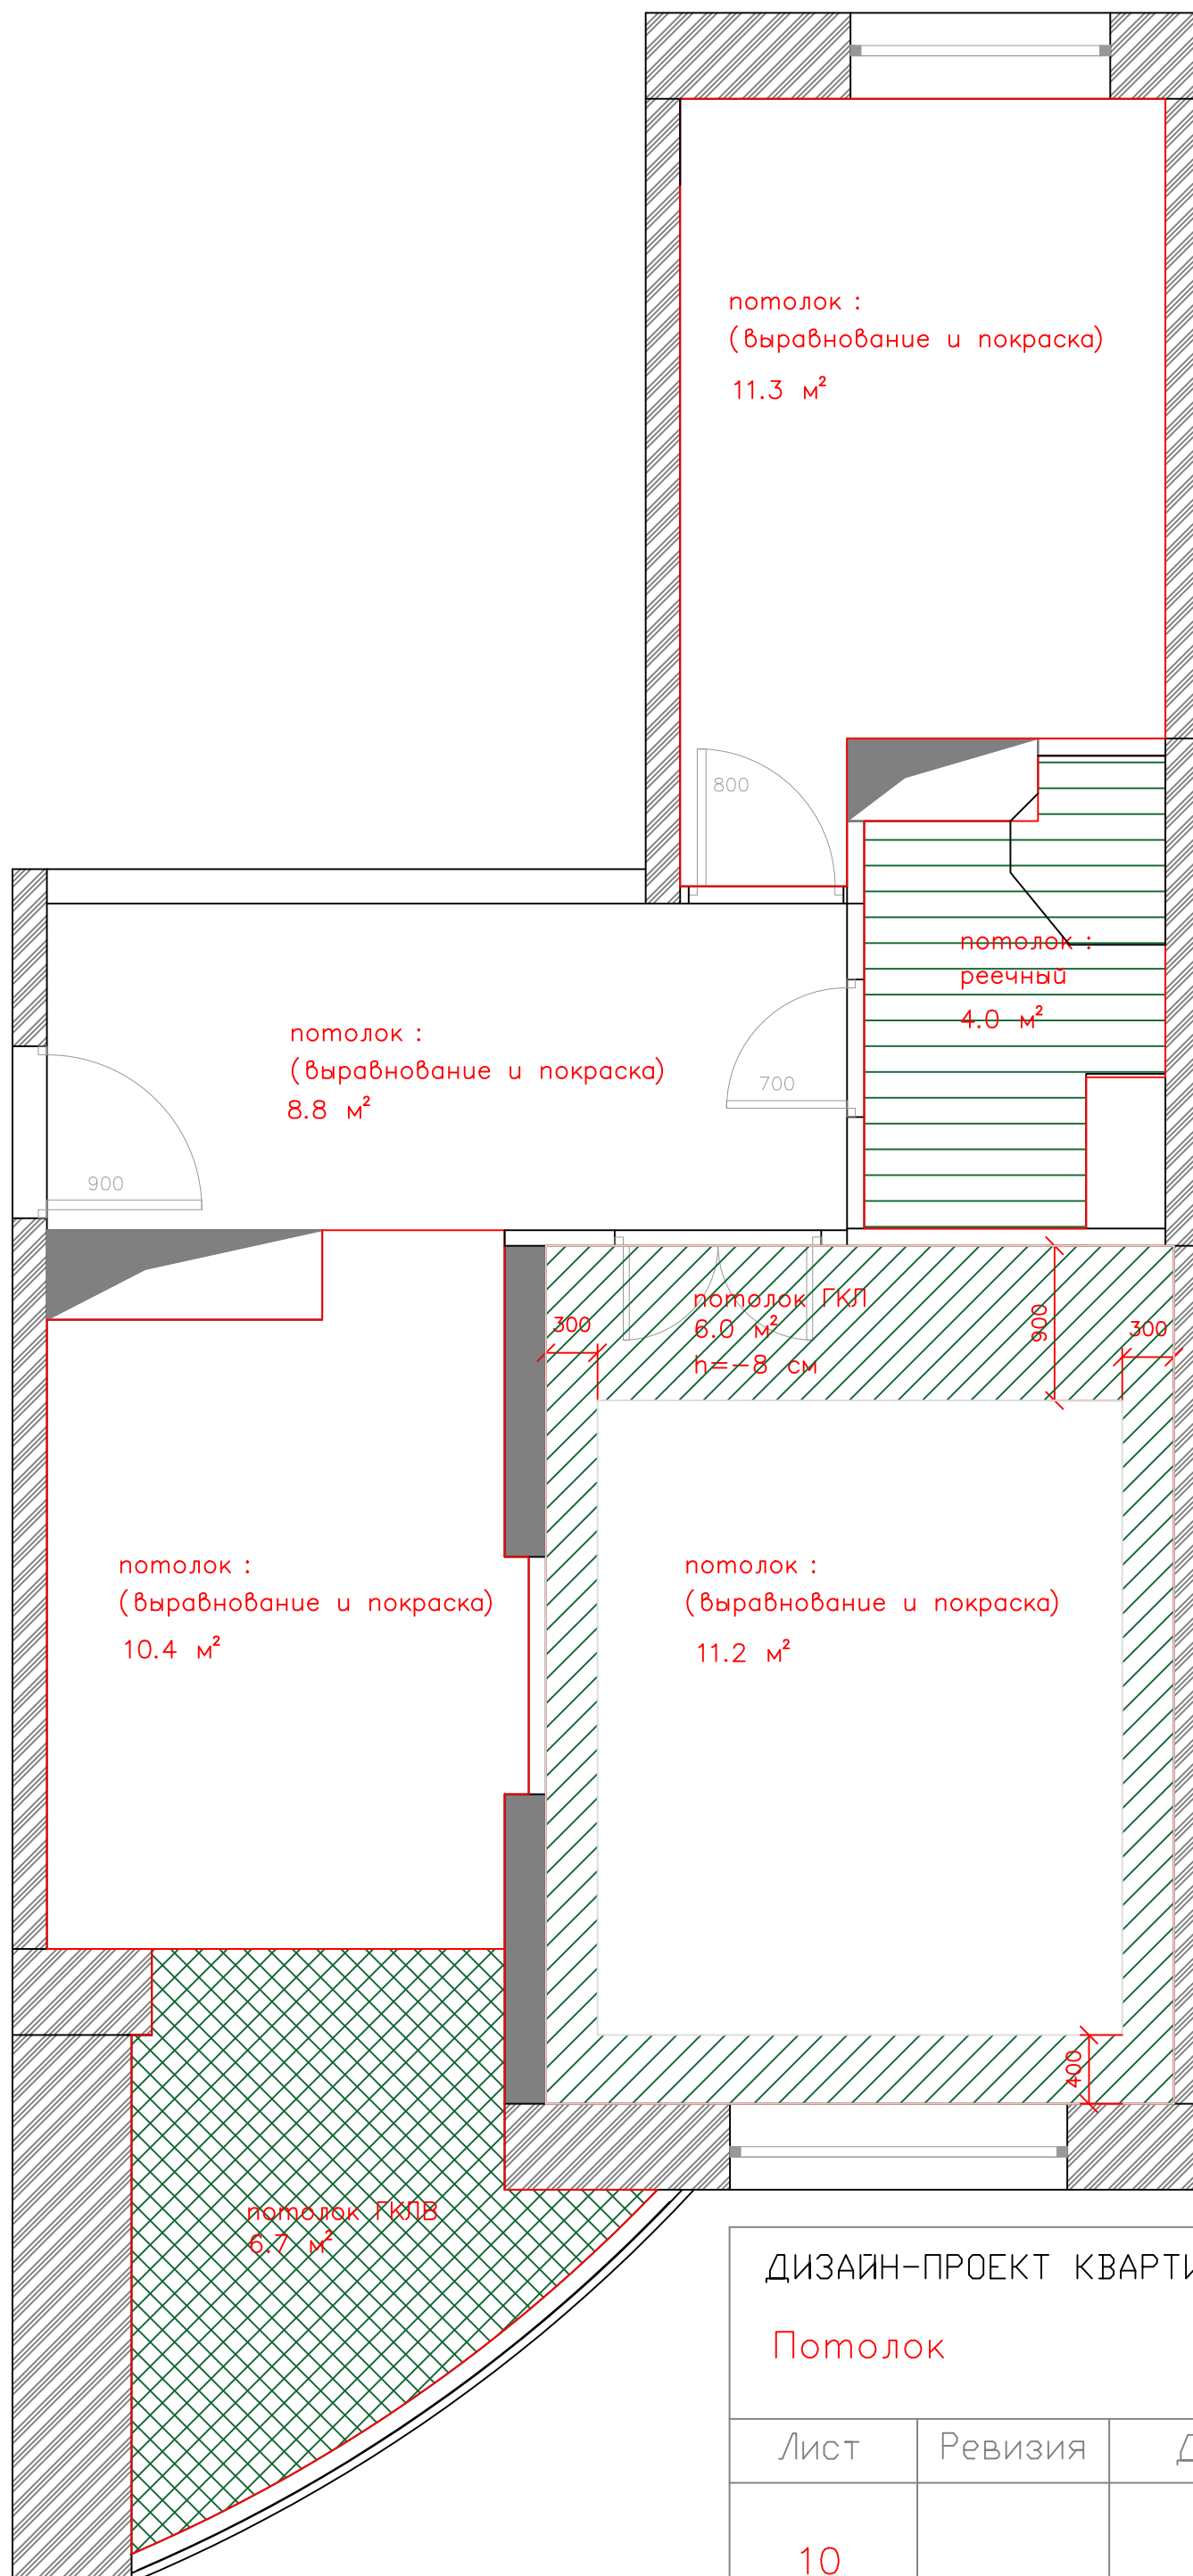 потолок :
(выравнование и покраска)
11.3 м²
800
потолок :
реечный
4.0 м²
потолок :
(выравнование и покраска)
8.8 м²
700
900
потолок ГКЛ
6.0 м²
h=-8 см
300
900
300
потолок :
(выравнование и покраска)
10.4 м²
потолок :
(выравнование и покраска)
11.2 м²
400
потолок ГКЛВ
6.7 м²
ДИЗАЙН-ПРОЕКТ КВАРТИ
Потолок
Лист Ревизия Д
10